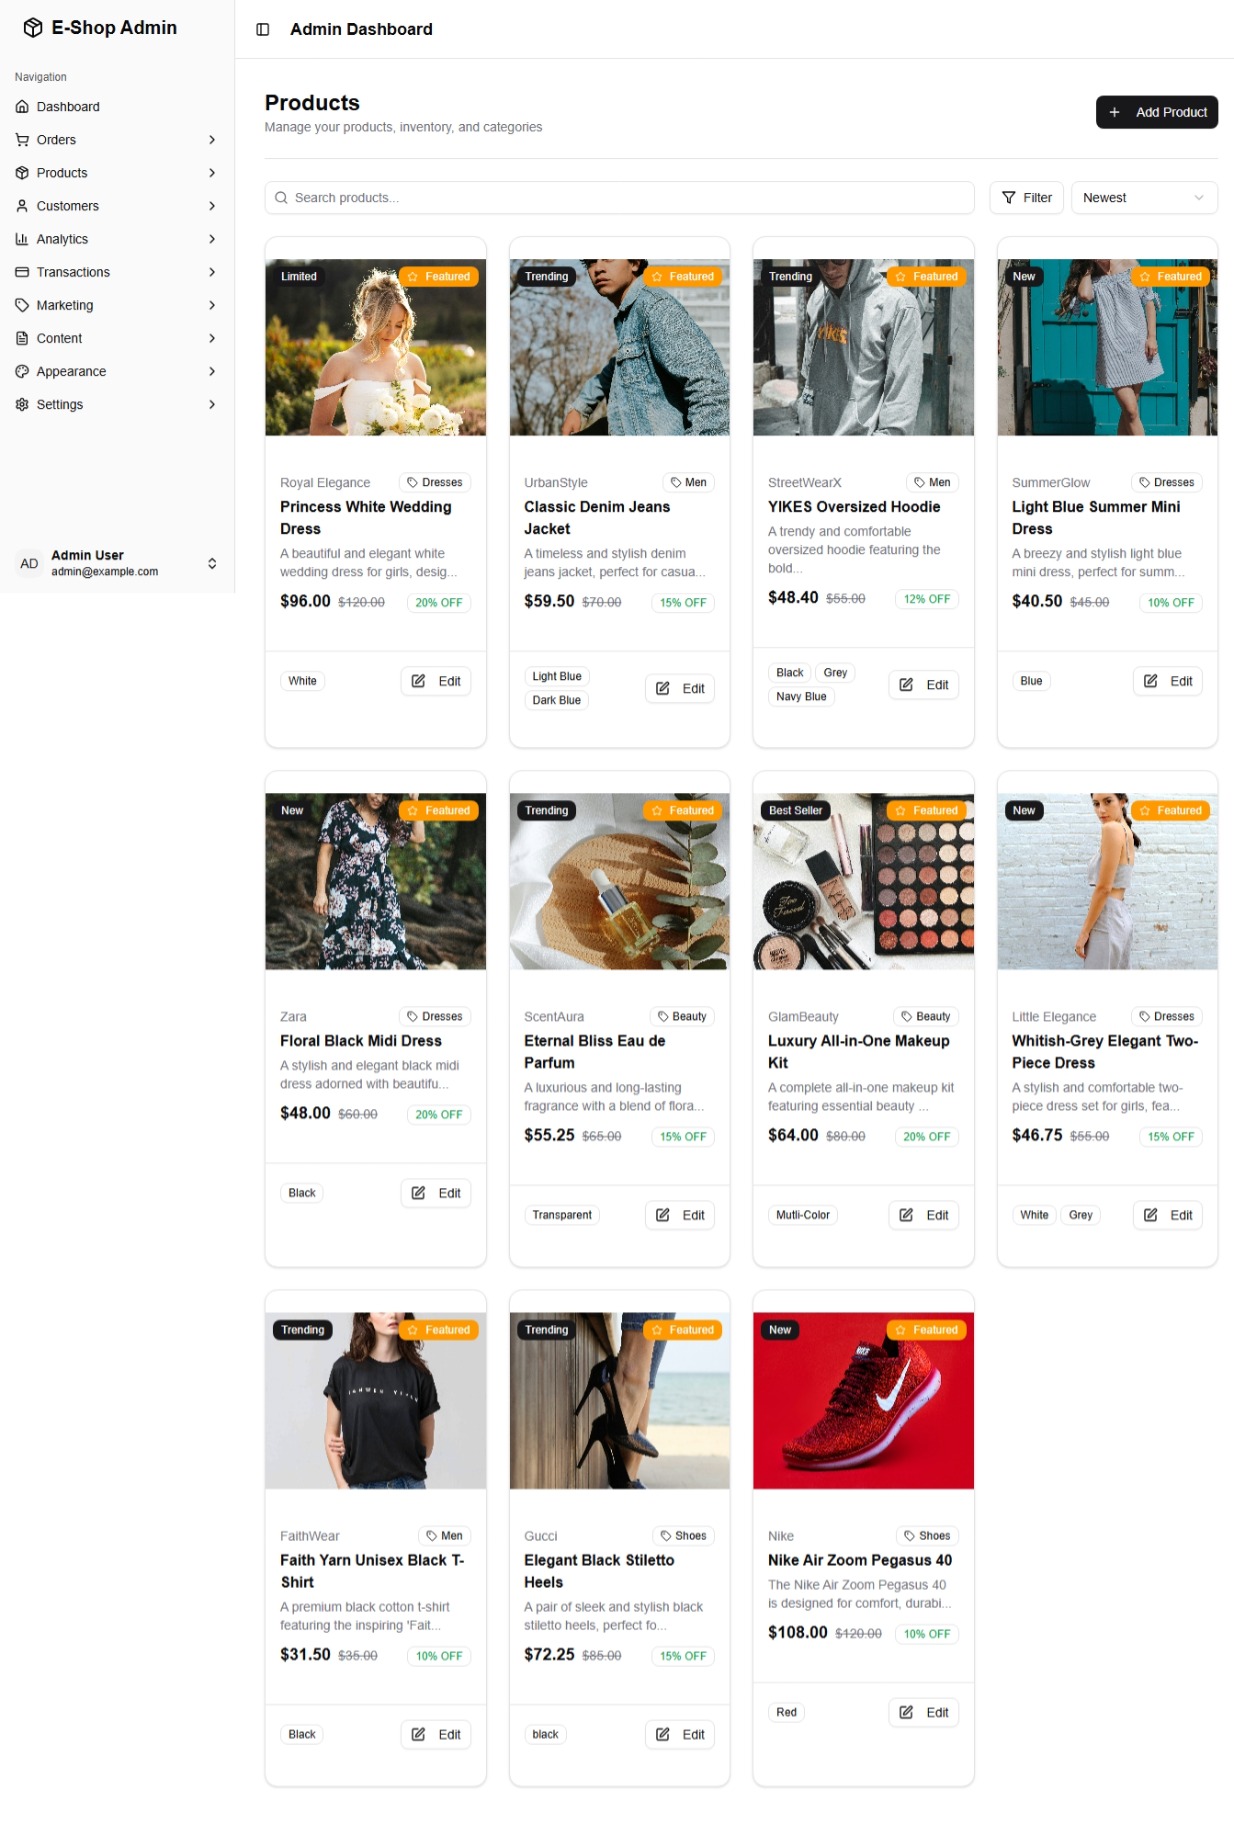 E-Shop Admin
Admin Dashboard
Navigation
Dashboard
Orders
Products
Customers
Analytics
Transactions
Marketing
Content
Appearance
Settings
AD
Admin User
admin@example.com
Products
Manage your products, inventory, and categories
Add Product
Search products...
Filter
Newest
Limited
Featured
Royal Elegance
Dresses
Princess White Wedding
Dress
A beautiful and elegant white
wedding dress for girls, desig...
$96.00 $120.00 20% OFF
White
Edit
Trending
Featured
UrbanStyle
Men
Classic Denim Jeans
Jacket
A timeless and stylish denim
jeans jacket, perfect for casua...
$59.50 $70.00 15% OFF
Light Blue
Dark Blue
Edit
Trending
Featured
YIKES
StreetWearX
Men
YIKES Oversized Hoodie
A trendy and comfortable
oversized hoodie featuring the
bold...
$48.40 $55.00 12% OFF
Black Grey
Navy Blue
Edit
New
Featured
SummerGlow
Dresses
Light Blue Summer Mini
Dress
A breezy and stylish light blue
mini dress, perfect for summ...
$40.50 $45.00 10% OFF
Blue
Edit
New
Featured
Zara
Dresses
Floral Black Midi Dress
A stylish and elegant black midi
dress adorned with beautifu...
$48.00 $60.00 20% OFF
Black
Edit
Trending
Featured
ScentAura
Beauty
Eternal Bliss Eau de
Parfum
A luxurious and long-lasting
fragrance with a blend of flora...
$55.25 $65.00 15% OFF
Transparent
Edit
Best Seller
Featured
Too
Faced
GlamBeauty
Beauty
Luxury All-in-One Makeup
Kit
A complete all-in-one makeup kit
featuring essential beauty ...
$64.00 $80.00 20% OFF
Mutli-Color
Edit
New
Featured
Little Elegance
Dresses
Whitish-Grey Elegant Two-
Piece Dress
A stylish and comfortable two-
piece dress set for girls, fea...
$46.75 $55.00 15% OFF
White Grey
Edit
Trending
Featured
FaithWear
Men
Faith Yarn Unisex Black T-
Shirt
A premium black cotton t-shirt
featuring the inspiring 'Fait...
$31.50 $35.00 10% OFF
Black
Edit
Trending
Featured
Gucci
Shoes
Elegant Black Stiletto
Heels
A pair of sleek and stylish black
stiletto heels, perfect fo...
$72.25 $85.00 15% OFF
black
Edit
New
Featured
Nike
Shoes
Nike Air Zoom Pegasus 40
The Nike Air Zoom Pegasus 40
is designed for comfort, durabi...
$108.00 $120.00 10% OFF
Red
Edit